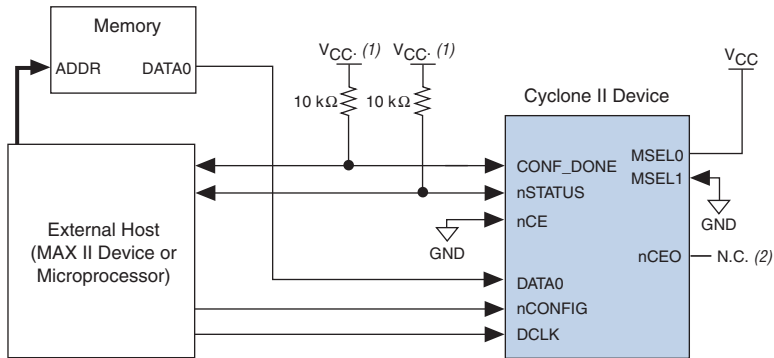 Memory
ADDR DATA0
VCC. (1) VCC. (1)
10 kΩ 10 kΩ
VCC
Cyclone II Device
External Host
(MAX II Device or
Microprocessor)
CONF_DONE
nSTATUS
nCE
GND
DATA0
nCONFIG
DCLK
MSEL0
MSEL1
GND
nCEO N.C. (2)